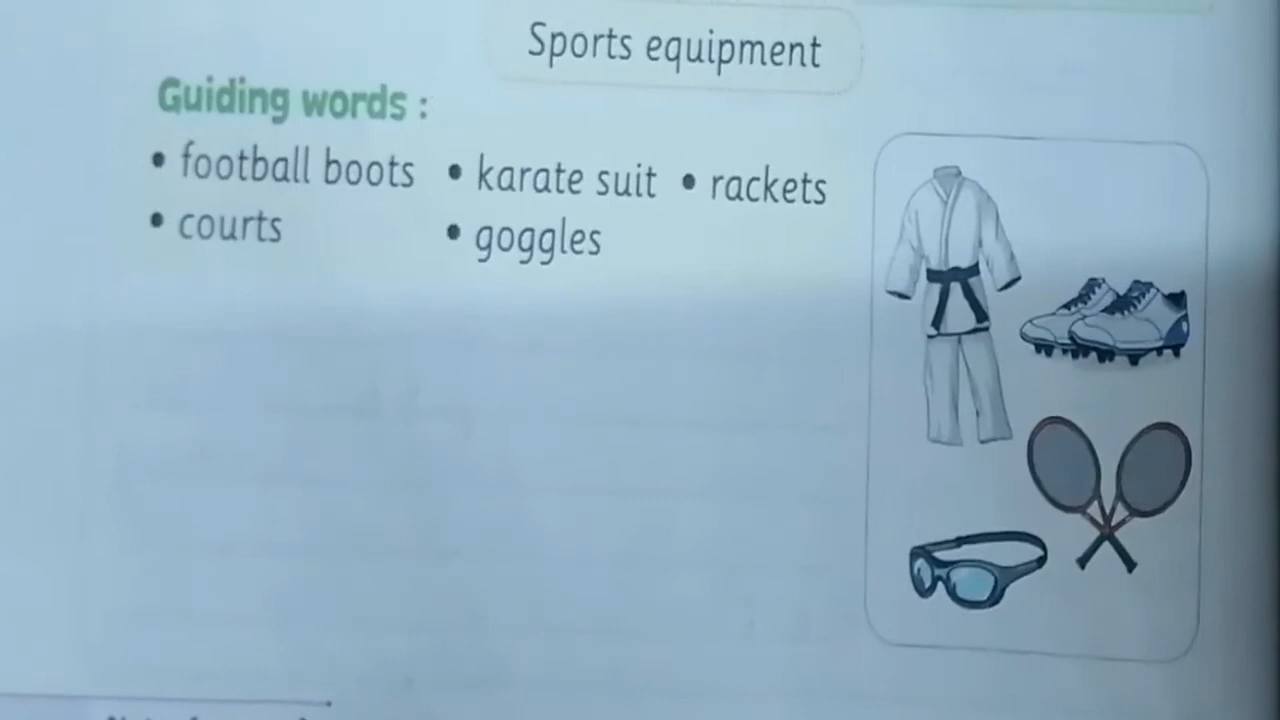 Sports equipment
Guiding words :
• football boots • karate suit • rackets
• courts • goggles